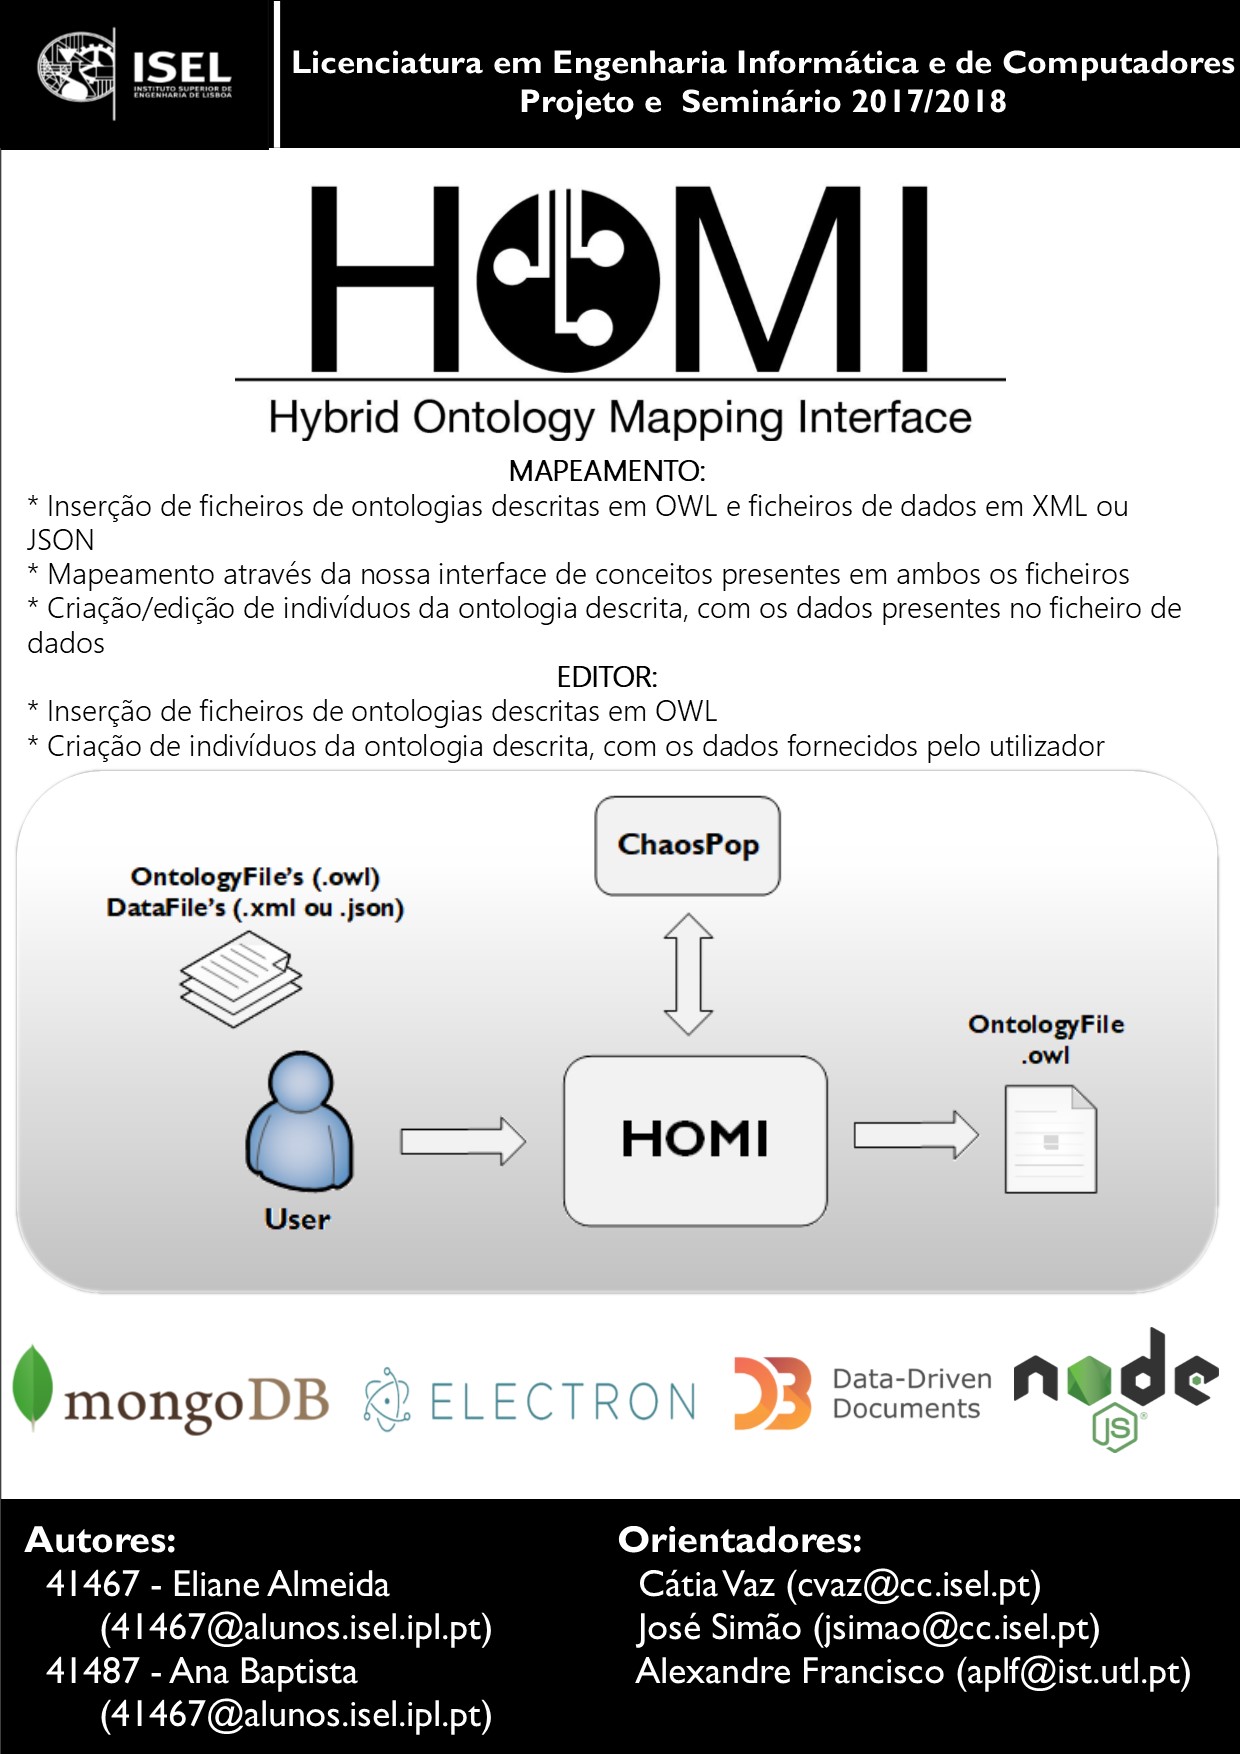 ISEL
INSTITUTO SUPERIOR DE
ENGENHARIA DE LISBOA
Licenciatura em Engenharia Informática e de Computadores
Projeto e Seminário 2017/2018
HOMI
Hybrid Ontology Mapping Interface
MAPEAMENTO:
* Inserção de ficheiros de ontologias descritas em OWL e ficheiros de dados em XML ou
JSON
* Mapeamento através da nossa interface de conceitos presentes em ambos os ficheiros
* Criação/edição de indivíduos da ontologia descrita, com os dados presentes no ficheiro de
dados
EDITOR:
* Inserção de ficheiros de ontologias descritas em OWL
* Criação de indivíduos da ontologia descrita, com os dados fornecidos pelo utilizador
ChaosPop
OntologyFile's (.owl)
DataFile's (.xml ou .json)
OntologyFile
.owl
HOMI
User
mongoDB
ELECTRON
D3
Data-Driven
Documents
node
JS®
Autores:
41467 - Eliane Almeida
(41467@alunos.isel.ipl.pt)
41487 - Ana Baptista
(41467@alunos.isel.ipl.pt)
Orientadores:
Cátia Vaz (cvaz@cc.isel.pt)
José Simão (jsimao@cc.isel.pt)
Alexandre Francisco (aplf@ist.utl.pt)